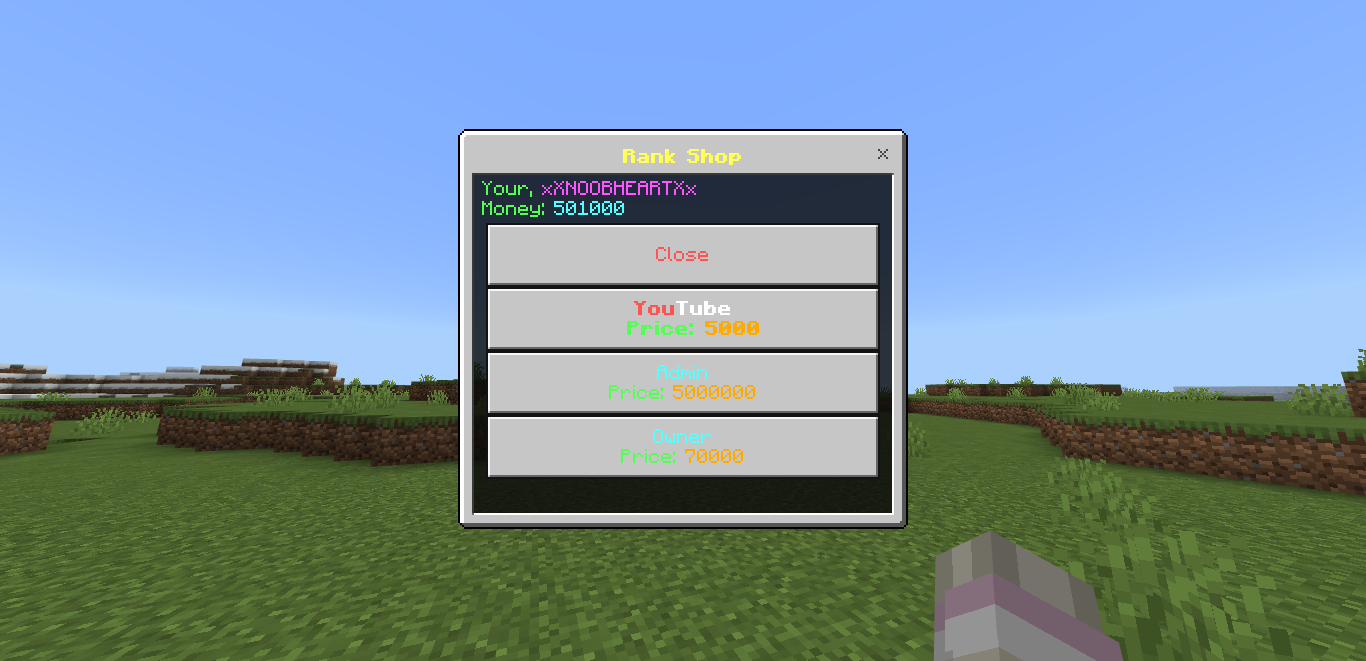 Rank Shop
Your, xXNOOBHEARTXx
Money: 501000
Close
YouTube
Price: 5000
Admin
Price: 5000000
Owner
Price: 70000